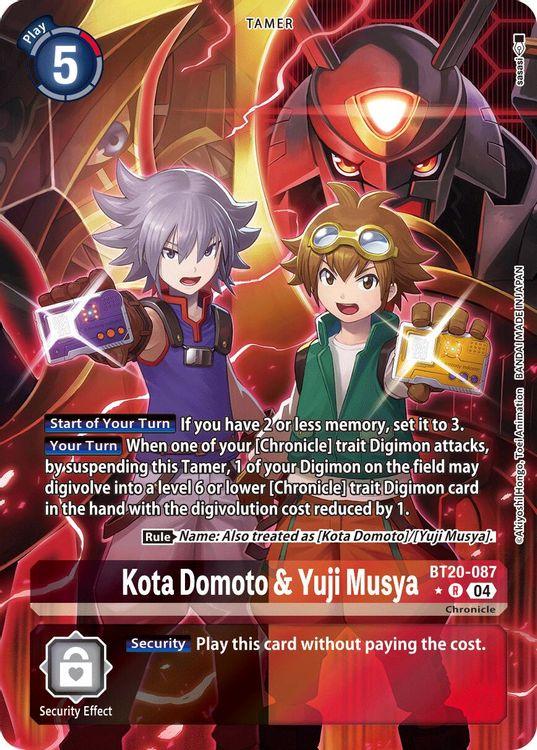 TAMER
Play
5
sasasi
Start of Your Turn If you have 2 or less memory, set it to 3.
Your Turn When one of your [Chronicle] trait Digimon attacks,
by suspending this Tamer, 1 of your Digimon on the field may
digivolve into a level 6 or lower [Chronicle] trait Digimon card
in the hand with the digivolution cost reduced by 1.
Rule Name: Also treated as [Kota Domoto]/[Yuji Musya].
©Akiyoshi Hongo, Toei Animation BANDAI MADE IN JAPAN
Kota Domoto & Yuji Musya
BT20-087
★ R 04
Chronicle
Security Play this card without paying the cost.
Security Effect